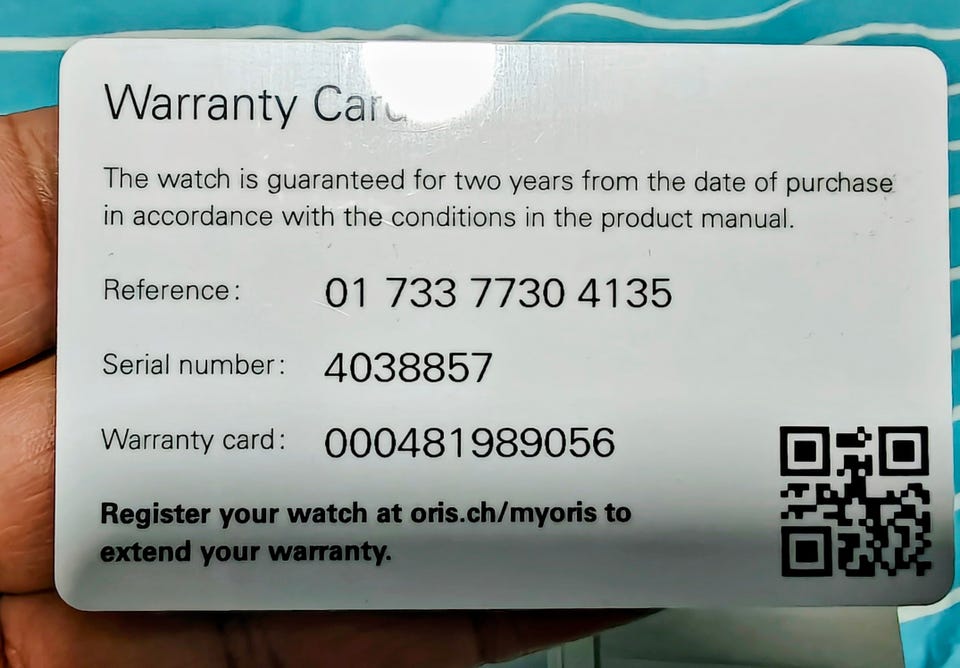 Warranty Card
The watch is guaranteed for two years from the date of purchase
in accordance with the conditions in the product manual.
Reference: 01 733 7730 4135
Serial number: 4038857
Warranty card: 000481989056
Register your watch at oris.ch/myoris to
extend your warranty.